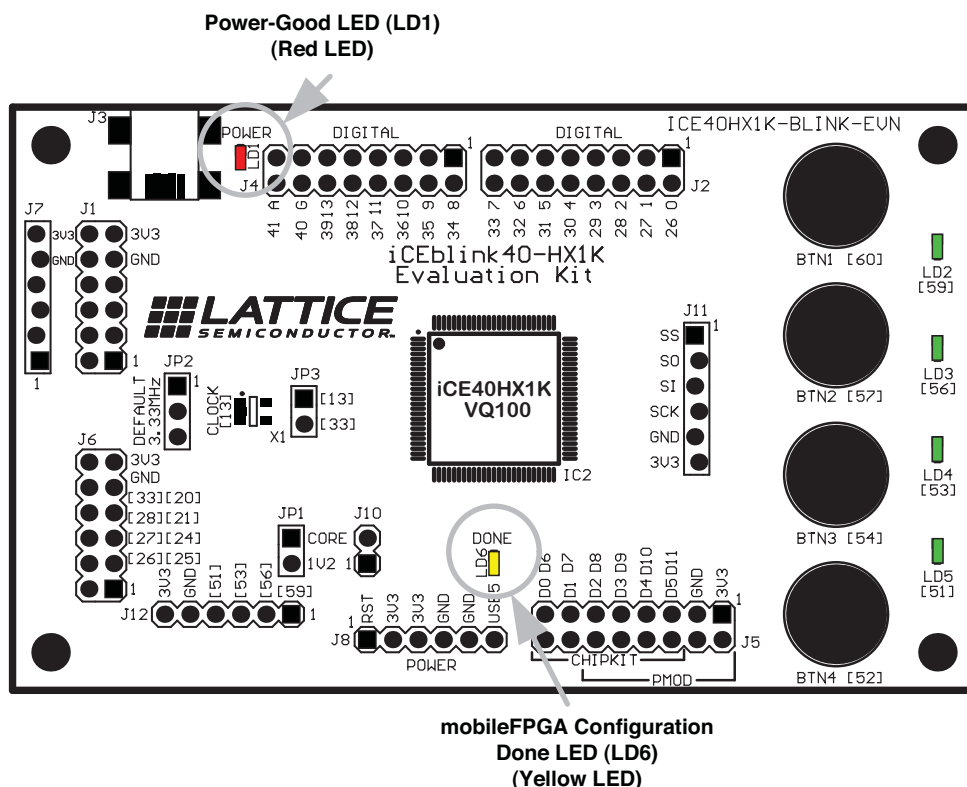 Power-Good LED (LD1)
(Red LED)
J3
POWER
LD1
DIGITAL
1
DIGITAL
1
ICE40HX1K-BLINK-EVN
J4
J2
41 A
40 G
39 13
38 12
37 11
36 10
35 9
34 8
33 7
32 6
31 5
30 4
29 3
28 2
27 1
26 0
iCEblink40-HX1K
Evaluation Kit
J7
3V3
GND
1
J1
3V3
GND
1
LATTICE
SEMICONDUCTOR
BTN1 [60]
LD2
[59]
J11
1
SS
SO
SI
SCK
GND
3V3
iCE40HX1K
VQ100
IC2
JP2
1
DEFAULT
3.33MHz
CLOCK
[13]
X1
JP3
[13]
[33]
BTN2 [57]
LD3
[56]
J6
3V3
GND
[33][20]
[28][21]
[27][24]
[26][25]
1
JP1
CORE
1V2
J10
1
DONE
LD6
BTN3 [54]
LD4
[53]
LD5
[51]
J12
3V3
GND
[51]
[53]
[56]
[59]
1
J8
1
RST
3V3
3V3
GND
GND
USB5
POWER
D0 D6
D1 D7
D2 D8
D3 D9
D4 D10
D5 D11
GND
3V3
1
J5
CHIPKIT
PMOD
BTN4 [52]
mobileFPGA Configuration
Done LED (LD6)
(Yellow LED)